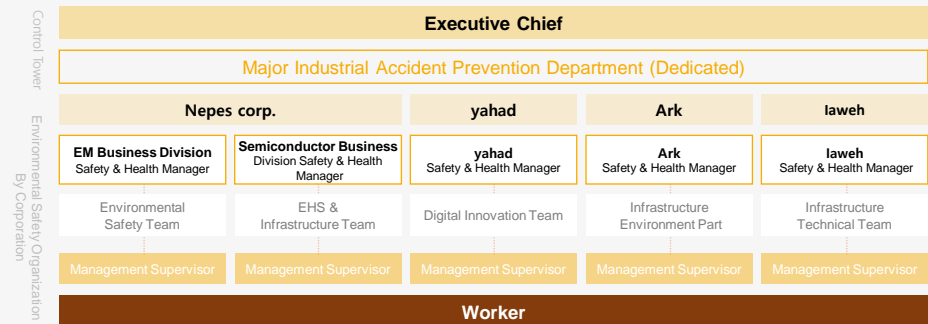 Control Tower
Executive Chief
Major Industrial Accident Prevention Department (Dedicated)
Environmental Safety Organization
By Corporation
Nepes corp.
yahad
Ark
laweh
EM Business Division
Safety & Health Manager
Semiconductor Business
Division Safety & Health
Manager
yahad
Safety & Health Manager
Ark
Safety & Health Manager
laweh
Safety & Health Manager
Environmental
Safety Team
EHS &
Infrastructure Team
Digital Innovation Team
Infrastructure
Environment Part
Infrastructure
Technical Team
Management Supervisor
Management Supervisor
Management Supervisor
Management Supervisor
Management Supervisor
Worker